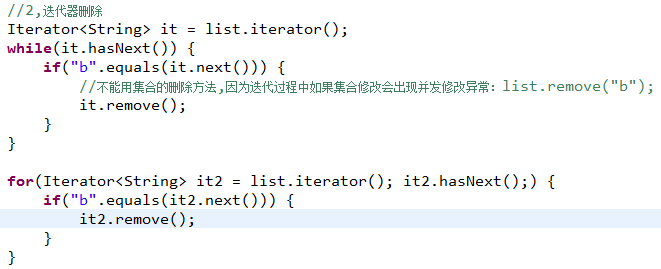 //2,迭代器删除
Iterator<String> it = list.iterator();
while(it.hasNext()) {
    if("b".equals(it.next())) {
        //不能用集合的删除方法,因为迭代过程中如果集合修改会出现并发修改异常：list.remove("b");
        it.remove();
    }
}

for(Iterator<String> it2 = list.iterator(); it2.hasNext();) {
    if("b".equals(it2.next())) {
        it2.remove();
    }
}